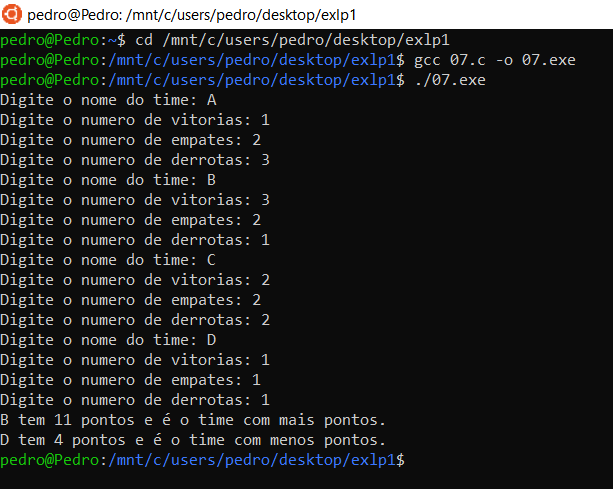 pedro@Pedro: /mnt/c/users/pedro/desktop/exlp1
pedro@Pedro:~$ cd /mnt/c/users/pedro/desktop/exlp1
pedro@Pedro:/mnt/c/users/pedro/desktop/exlp1$ gcc 07.c -o 07.exe
pedro@Pedro:/mnt/c/users/pedro/desktop/exlp1$ ./07.exe
Digite o nome do time: A
Digite o numero de vitorias: 1
Digite o numero de empates: 2
Digite o numero de derrotas: 3
Digite o nome do time: B
Digite o numero de vitorias: 3
Digite o numero de empates: 2
Digite o numero de derrotas: 1
Digite o nome do time: C
Digite o numero de vitorias: 2
Digite o numero de empates: 2
Digite o numero de derrotas: 2
Digite o nome do time: D
Digite o numero de vitorias: 1
Digite o numero de empates: 1
Digite o numero de derrotas: 1
B tem 11 pontos e é o time com mais pontos.
D tem 4 pontos e é o time com menos pontos.
pedro@Pedro:/mnt/c/users/pedro/desktop/exlp1$